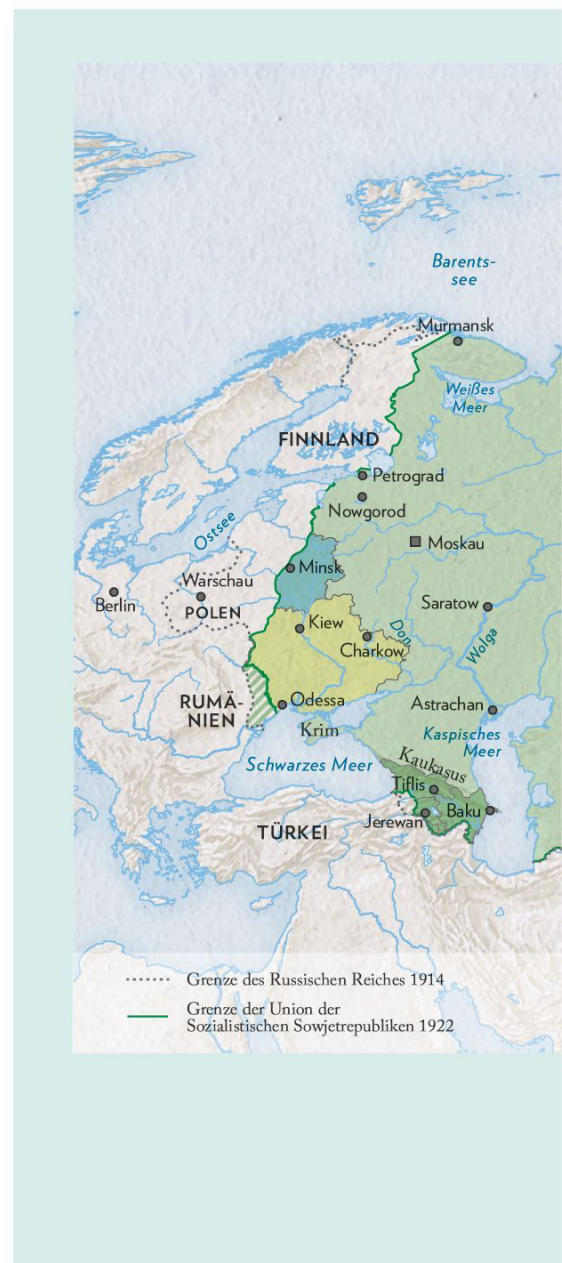 Barents-
see
Murmansk
Weißes
Meer
FINNLAND
Petrograd
Nowgorod
Ostsee
Moskau
Minsk
Warschau
Berlin
POLEN
Saratow
Kiew
Don
Charkow
Wolga
RUMÄ-
NIEN
Odessa
Astrachan
Krim
Kaspisches
Meer
Schwarzes Meer
Kaukasus
Tiflis
Baku
Jerewan
TÜRKEI
Grenze des Russischen Reiches 1914
Grenze der Union der
Sozialistischen Sowjetrepubliken 1922